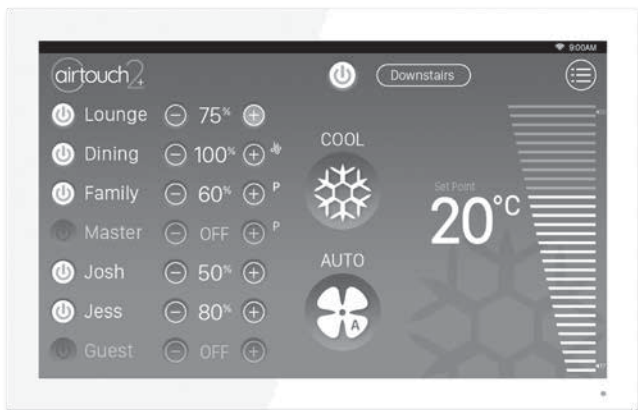 9:00AM
airtouch2+
Downstairs
Lounge 75%
Dining 100%
Family 60% P
Master OFF P
Josh 50%
Jess 80%
Guest OFF
COOL
AUTO
A
Set Point
20°C